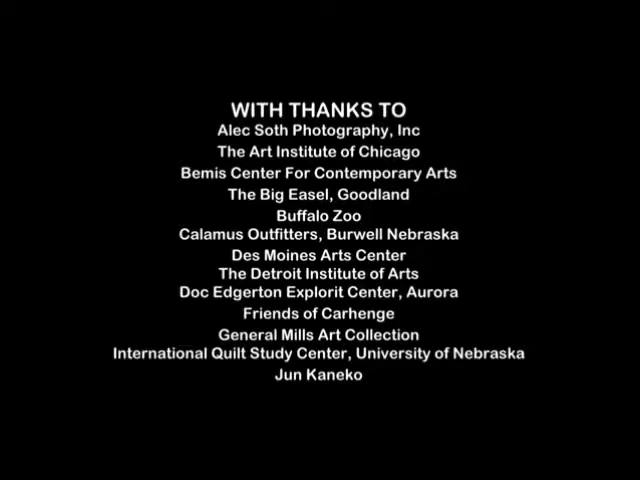 WITH THANKS TO
Alec Soth Photography, Inc
The Art Institute of Chicago
Bemis Center For Contemporary Arts
The Big Easel, Goodland
Buffalo Zoo
Calamus Outfitters, Burwell Nebraska
Des Moines Arts Center
The Detroit Institute of Arts
Doc Edgerton Explorit Center, Aurora
Friends of Carhenge
General Mills Art Collection
International Quilt Study Center, University of Nebraska
Jun Kaneko